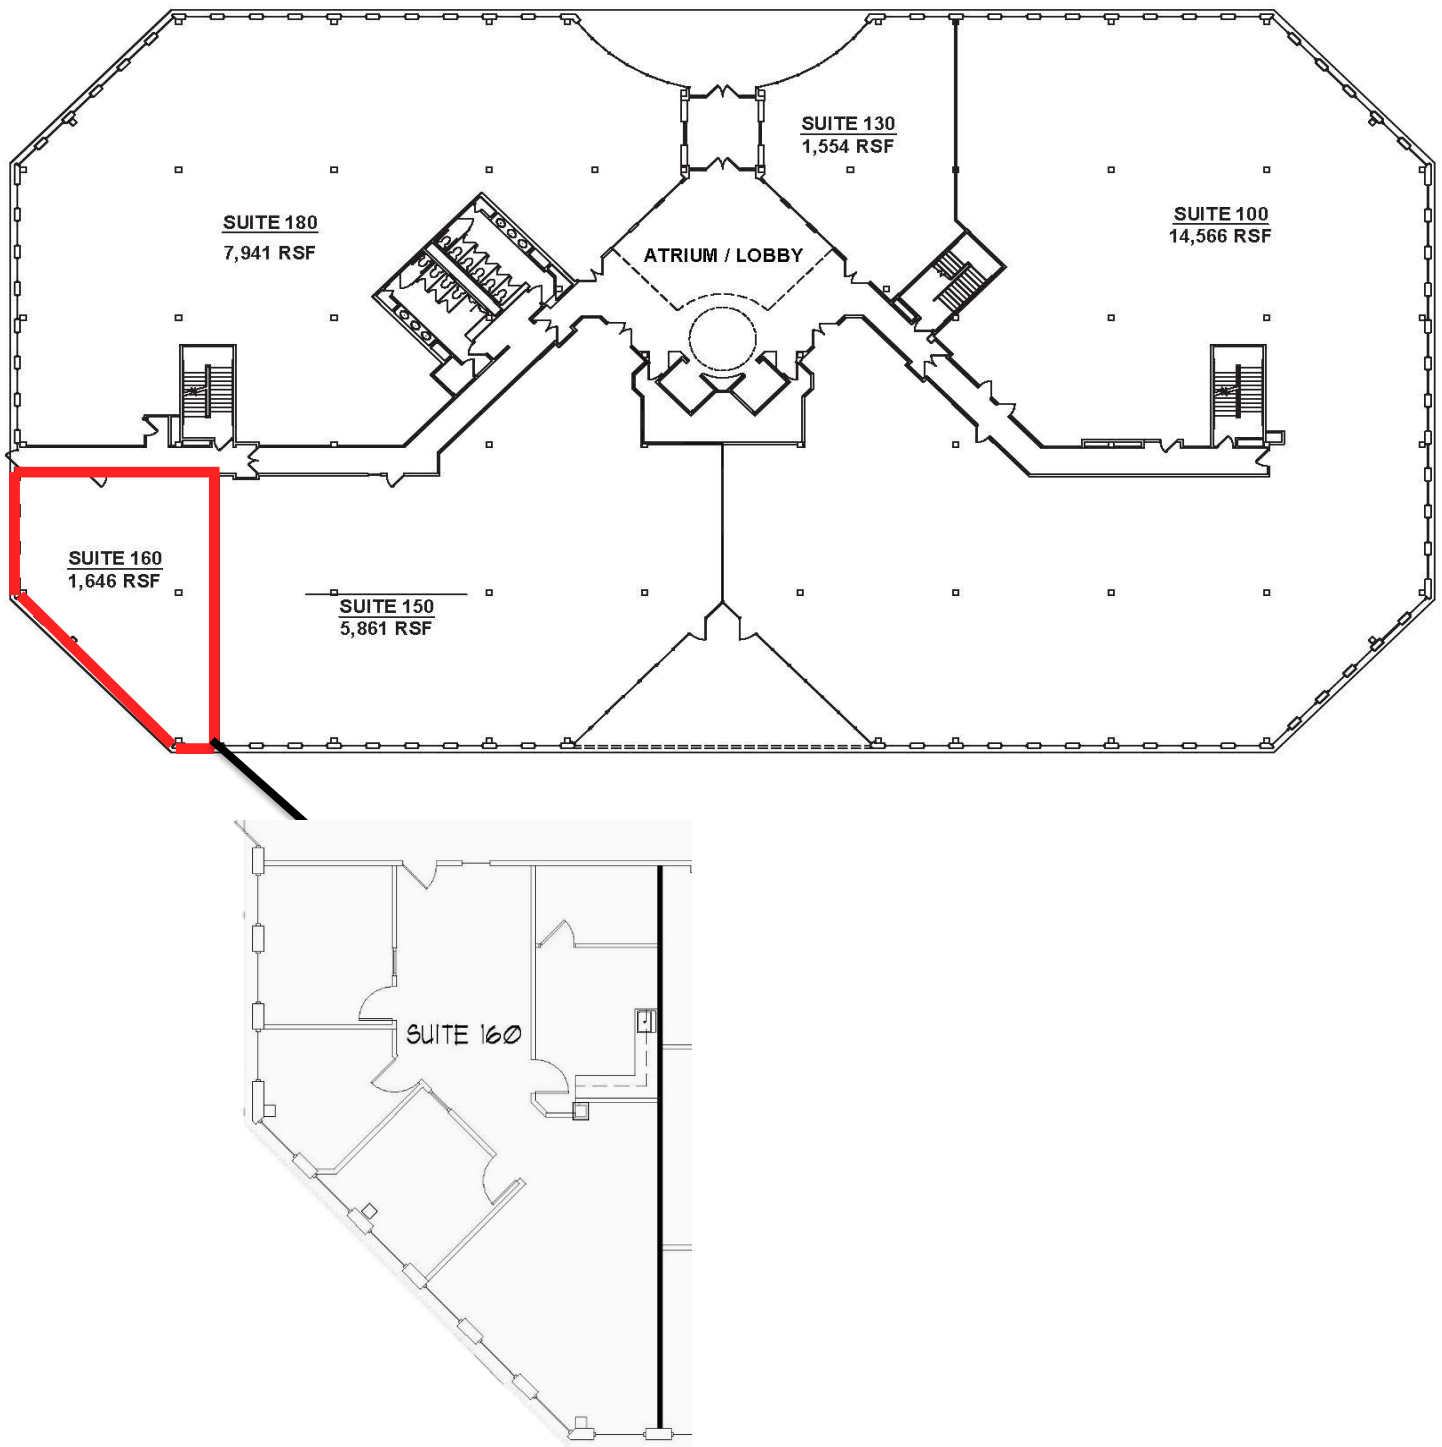 SUITE 130
1,554 RSF
SUITE 180
7,941 RSF
SUITE 100
14,566 RSF
ATRIUM / LOBBY
SUITE 160
1,646 RSF
SUITE 150
5,861 RSF
SUITE 160